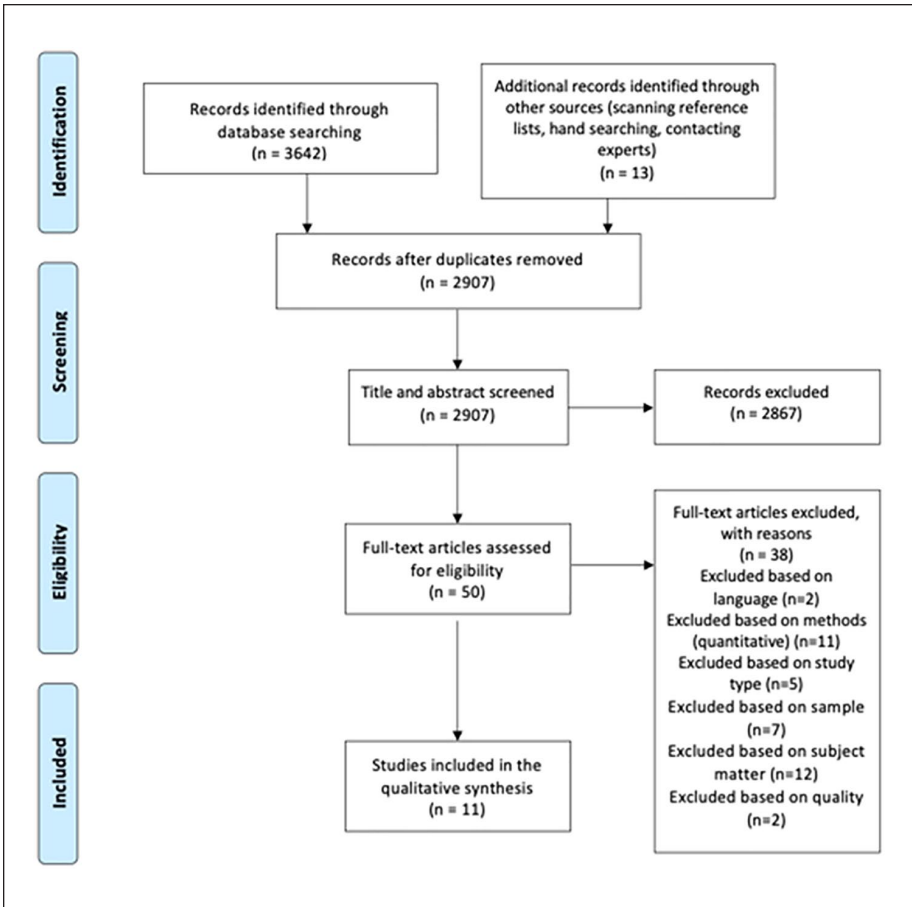 Identification
Records identified through
database searching
(n = 3642)
Additional records identified through
other sources (scanning reference
lists, hand searching, contacting
experts)
(n = 13)
Records after duplicates removed
(n = 2907)
Screening
Title and abstract screened
(n = 2907)
Records excluded
(n = 2867)
Eligibility
Full-text articles assessed
for eligibility
(n = 50)
Full-text articles excluded,
with reasons
(n = 38)
Excluded based on
language (n=2)
Excluded based on methods
(quantitative) (n=11)
Excluded based on study
type (n=5)
Excluded based on sample
(n=7)
Excluded based on subject
matter (n=12)
Excluded based on quality
(n=2)
Included
Studies included in the
qualitative synthesis
(n = 11)